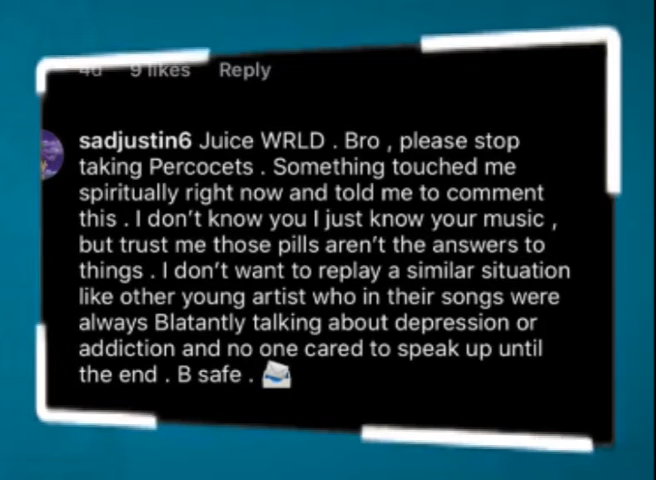 4d 9 likes Reply
sadjustin6 Juice WRLD . Bro , please stop
taking Percocets . Something touched me
spiritually right now and told me to comment
this . I don’t know you I just know your music ,
but trust me those pills aren’t the answers to
things . I don’t want to replay a similar situation
like other young artist who in their songs were
always Blatantly talking about depression or
addiction and no one cared to speak up until
the end . B safe .